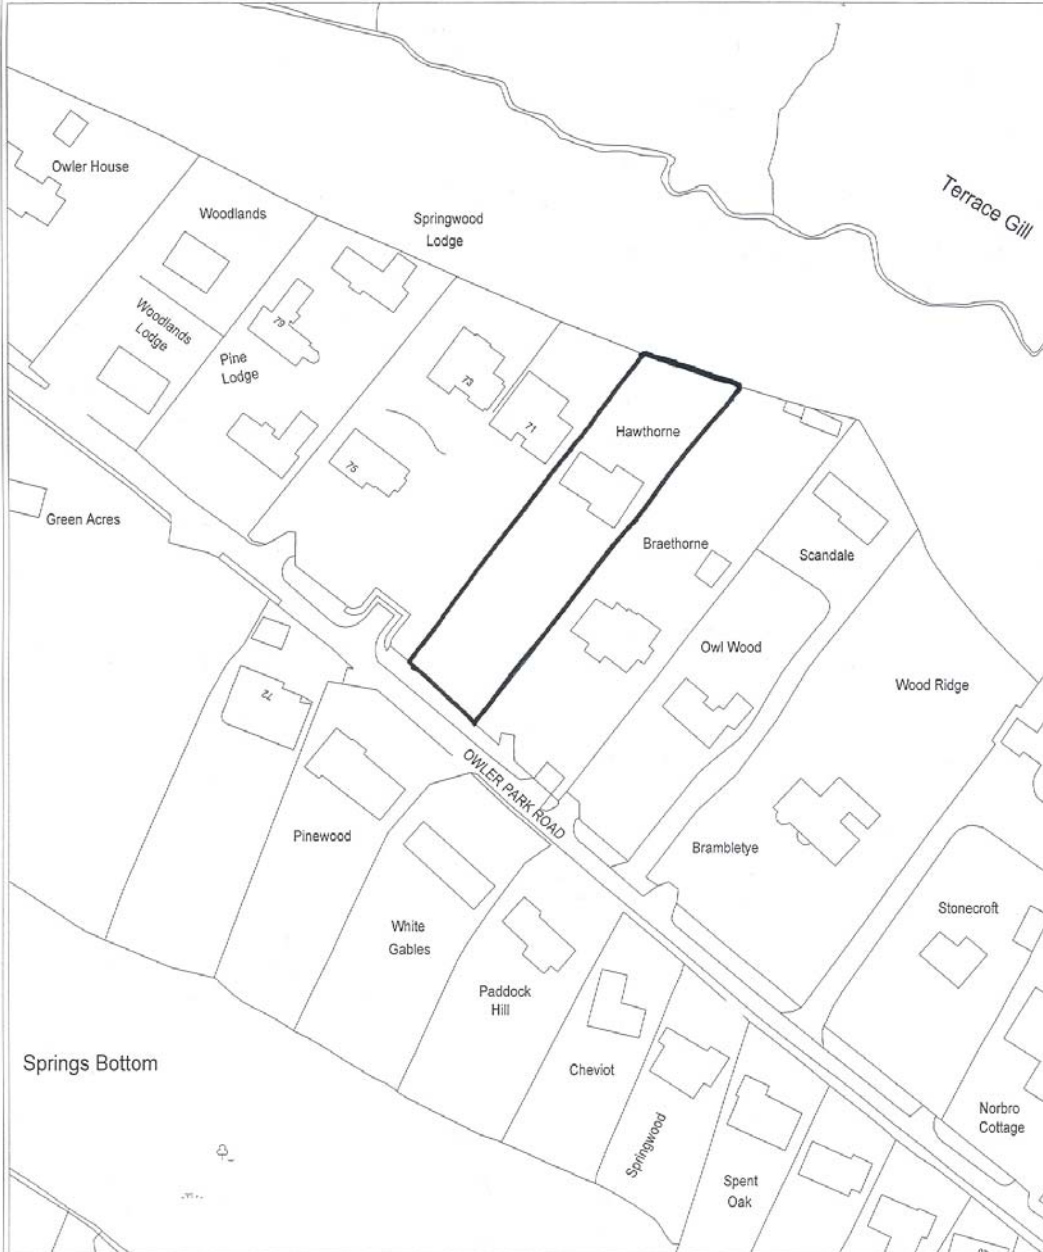 Owler House
Woodlands
Springwood
Lodge
Terrace Gill
Woodlands
Lodge
79
Pine
Lodge
73
71
75
Hawthorne
Green Acres
Braethorne
Scandale
Owl Wood
Wood Ridge
72
OWLER PARK ROAD
Pinewood
Brambletye
Stonecroft
White
Gables
Paddock
Hill
Cheviot
Springs Bottom
Springwood
Norbro
Cottage
Spent
Oak